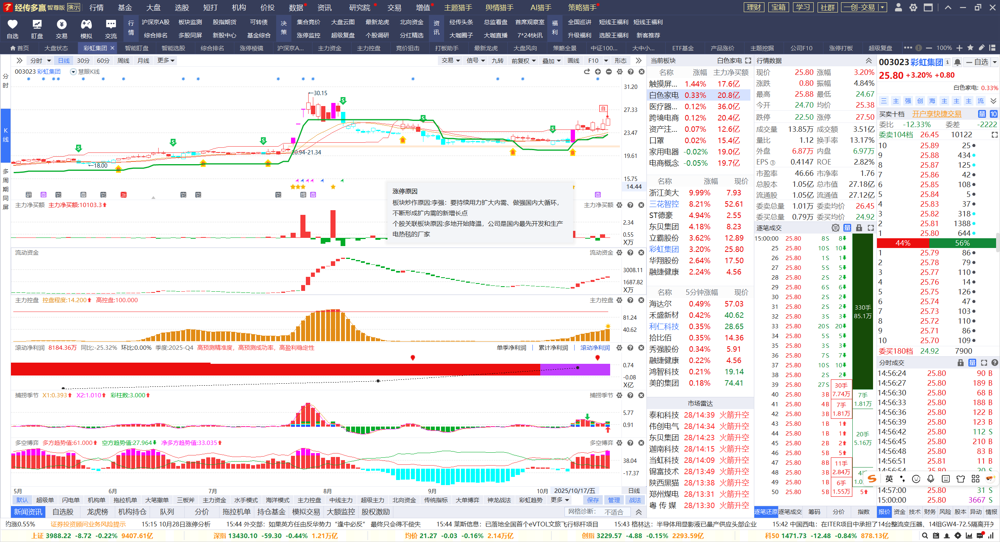 经传多赢 智尊版 演示 行情 基金 大盘 选股 短打 机构 价投 数据 资讯 研究院 交易 增值 主题猎手 舆情猎手 AI猎手 策略猎手 理财 宝箱 学习 社群 一创-交易
自选 盯盘 交易 模拟 交流
行情 沪深京A股 板块监测 股指期货 可转债 决策 集合竞价 大盘云图 最新龙虎 北向资金 资讯 经传头条 总监看盘 首席观察室 福利 全国巡讲 短线王福利 短线王福利
综合排名 多股同屏 新股中心 基金综合 涨停监控 超级复盘 个股调研 分红精选 大咖圈子 大咖直播 7*24快讯 升级福利 选股王福利 新客推荐
首页 大盘状态 彩虹集团 智能盯盘 智能选股 综合排名 涨停棱镜 沪深京A... 主力资金 主力控盘 竞价狙击 打板助手 最新龙虎 大盘风向 策略全景 中证100... 大中小... ETF基金 产品涨价 主题挖掘 公司F10 涨停打板 超级复盘 100%
分时 日线 30分 60分 周线 月线 更多 交易 信号 九转 前复权 叠加 画线 F10 形态
分时
K线
多周期同屏
003023 彩虹集团 慧眼K线
30.15
20.94-21.34
18.00
自
31.20
27.33
23.47
19.61
15.75
14.44
涨停原因
板块炒作原因:李强：要持续用力扩大内需、做强国内大循环，
不断形成扩内需的新增长点
个股关联板块原因:多地开始降温，公司是国内最先开发和生产
电热毯的厂家
主力净买额 主力净买额:10103.3 主力净买额
2.34
0.55
X万
流动资金 流动资金
3008.11
1687.82
X万
主力控盘 控盘程度:14.200 高控盘:100.000 主力控盘
81.24
40.62
滚动净利润 8184.36万 同比:-25.32% 环比:0.00% 季度:2025-Q4 高预测精准度，高预测成功率，高盈利稳定性 单季净利润 累计净利润 滚动净利润
0.74
-0.08
X亿
捕捞季节 X1:0.393 X2:1.010 彩柱数:3.000 捕捞季节
5.77
0.91
多空博弈 多方趋势值:61.000 空方趋势值:27.964 净多方趋势值:33.035 多空博弈
38.04
-17.37
5月 6月 7月 8月 9月 10月 2025/10/17/五 日线
默认 超级单 闪电单 机构单 拖拉机单 大笔撤单 三板斧 主力资金 水手模式 海洋模式 主力控盘 中线主力 超级主力 北向资金 传统指标 大单博弈 神龙战法 彩虹趋势 更多 保存 管理 战法
新闻资讯 自选股 龙虎榜 机构持仓 队列 分价 拖拉机单 持仓基金 模拟交易 大额监控 股权激励 网格诊断： 不适合
当前板块 白色家电
名称 涨幅 主力净买额
触摸屏... 1.44% 17.6亿
白色家电 0.33% 20.8亿
医疗器... 0.12% 36.0亿
跨境电商 0.12% 20.4亿
资产注... 0.07% 12.6亿
口罩 0.02% 15.4亿
家用电器 -0.02% 19.0亿
电商概念 -0.05% 19.7亿
名称 涨幅 现价
浙江美大 9.99% 7.93
三花智控 8.21% 52.61
ST德豪 4.94% 2.55
东贝集团 4.18% 8.23
立霸股份 3.62% 12.89
彩虹集团 3.20% 25.80
华翔股份 2.64% 17.50
融捷健康 2.24% 4.56
名称 5分钟涨幅 现价
海达尔 0.49% 57.03
禾盛新材 0.42% 40.62
利仁科技 0.35% 28.65
拾比佰 0.35% 14.36
秀强股份 0.34% 5.91
融捷健康 0.22% 4.56
鸿智科技 0.21% 19.14
美的集团 0.18% 74.41
市场雷达
泰和科技 28/14:39 火箭升空
伟创电气 28/14:34 火箭升空
东贝集团 28/14:23 火箭升空
迦南科技 28/14:15 火箭升空
当虹科技 28/14:09 火箭升空
锦富技术 28/13:49 火箭升空
陕西黑猫 28/13:38 火箭升空
郑州煤电 28/13:31 火箭升空
粤传媒 28/13:30 火箭升空
行情数据
现价 25.80 涨幅 3.20%
涨跌 0.80 振幅 4.84%
最高 25.88 最低 24.67
今开 24.70 均价 25.38
跌停 22.50 涨停 27.50
成交量 13.85万 成交额 3.51亿
量比 1.12 换手率 13.17%
外盘 6.87万 内盘 6.97万
EPS③ 0.4147 ROE 2.82%
市盈率 46.66 市净率 1.76
总股本 1.05亿 总市值 27.18亿
流通股 1.05亿 流通值 27.12亿
委卖总量 1.01万 委卖均价 26.45
委买总量 0.79万 委买均价 24.92
逐笔成交 量
15:00:00 25.80 8 S 8
25 25.80 10 S 10
26 25.80 1 S 1
27 25.80 5 S 5
28 25.80 2 S 2
29 25.80 6 S 6
30 25.80 2 S 2
31 25.80 2 S 2
32 25.80 3 S 3
33 25.80 20 S 20
34 25.80 5 S 5
35 25.80 3 S 3
36 25.80 7 S 7
37 25.80 10 S 10
38 25.80 2 S 2
39 25.80 27 S
40 25.80 3 B
41 25.80 4 B
42 25.80 3 B
43 25.80 1 B 1
44 25.80 1 B 1
45 25.80 2 B 2
46 25.80 5 B 5
47 25.80 8 B
48 25.80 3 B
49 25.80 1 B
50 25.80 5 B 5
330手
85.1万
30手
7.74万
7手
1.81万
7手
1.81万
20手
5.16万
11手
2.84万
6手
1.55万
逐笔还原 逐笔成交 筹码 分价 指数
003023 彩虹集团 自选
25.80 +3.20% +0.80
白色家电: 0.33%
三 主 强 创 海 主 主 主 流
买卖十档 开户享快捷交易 量 10
委比 -12.33% 委差 -2222
委卖104档 26.45 10122
10 25.89 25
9 25.88 434
8 25.87 125
7 25.86 42
6 25.85 108
5 25.84 5
4 25.83 37
3 25.82 318
2 25.81 1388
1 25.80 644
44% 56%
1 25.79 86
2 25.78 79
3 25.77 110
4 25.76 14
5 25.75 126
6 25.74 47
7 25.73 103
8 25.72 110
9 25.71 86
10 25.70 109
委买180档 24.92 7900
分时成交 量
14:56:24 25.80 90 B
14:56:27 25.80 189 B
14:56:30 25.80 68 B
14:56:33 25.80 188 B
14:56:36 25.80 122 B
14:56:39 25.80 123 B
14:56:42 25.80 112 S
14:56:45 25.80 210 B
14:56:48 25.80 83 B
14:56:51 25.81 11 B
14:56:54 25.80 20 S
英
14:57:00 25.80 31 S
15:00:00 25.80 3667 S
报价 资金 技术 财务 风险 股本 异动 情报
约涨0.55% 证券投资顾问业务风险提示 15:15 10月28日涨停分析 15:44 外交部：如果英方任由反华势力“逢中必反” 最终只会得不偿失 15:44 莱斯信息：已落地全国首个eVTOL文旅飞行标杆项目 15:43 格林达：半导体用显影液已量产供应头部企业 15:42 中国西电：在ITER项目中承担了14台整流变压器、14组GW4-72.5隔离开关
上证 3988.22 -8.72 -0.22% 9407.61亿 深指 13430.10 -59.30 -0.44% 1.21万亿 均价 21.27 -0.03 -0.16% 2.14万亿 创指 3229.57 -4.88 -0.15% 2293.59亿 科50 1471.73 -12.48 -0.84% 878.13亿